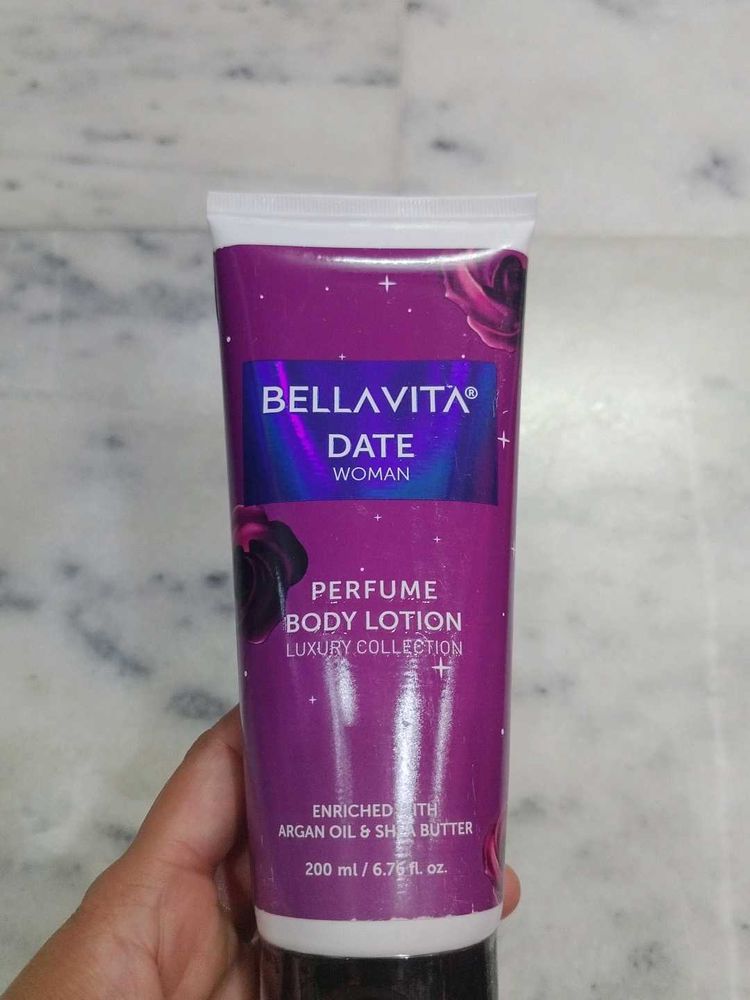 BELLAVITA®
DATE
WOMAN
PERFUME
BODY LOTION
LUXURY COLLECTION
ENRICHED WITH
ARGAN OIL & SHEA BUTTER
200 ml / 6.76 fl. oz.